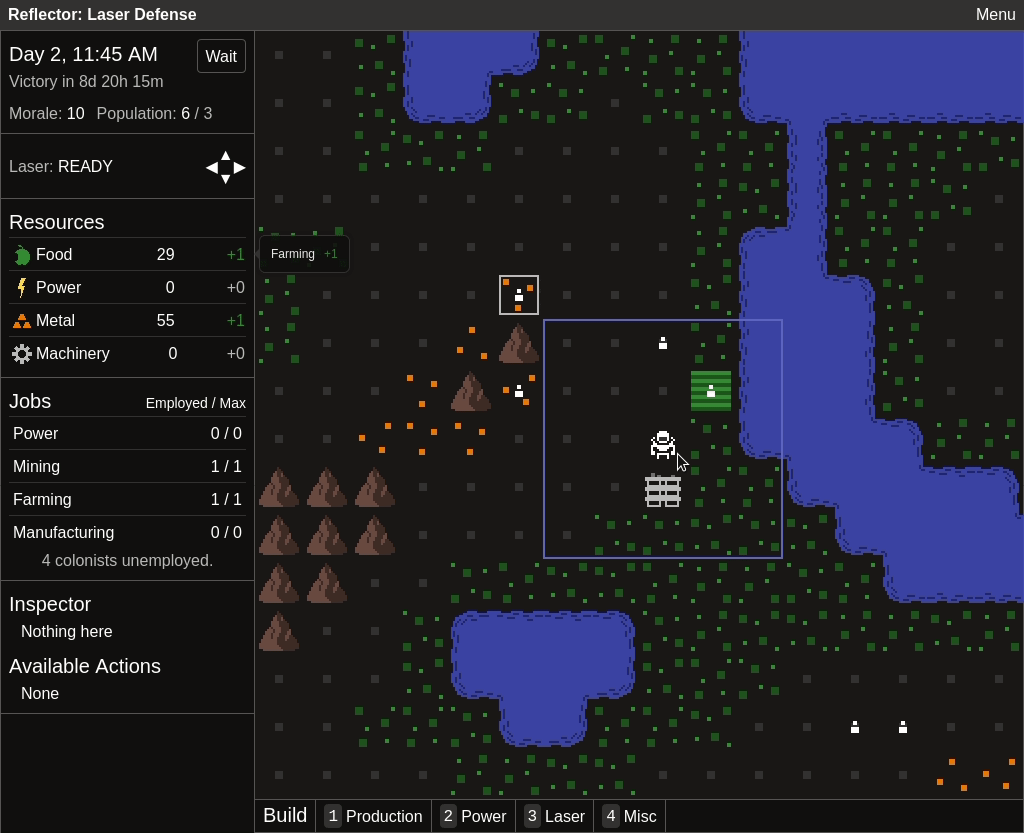 Reflector: Laser Defense Menu
Day 2, 11:45 AM Wait
Victory in 8d 20h 15m
Morale: 10 Population: 6 / 3
Laser: READY
Resources
Food 29 +1
Farming +1
Power 0 +0
Metal 55 +1
Machinery 0 +0
Jobs Employed / Max
Power 0 / 0
Mining 1 / 1
Farming 1 / 1
Manufacturing 0 / 0
4 colonists unemployed.
Inspector
Nothing here
Available Actions
None
Build 1 Production 2 Power 3 Laser 4 Misc